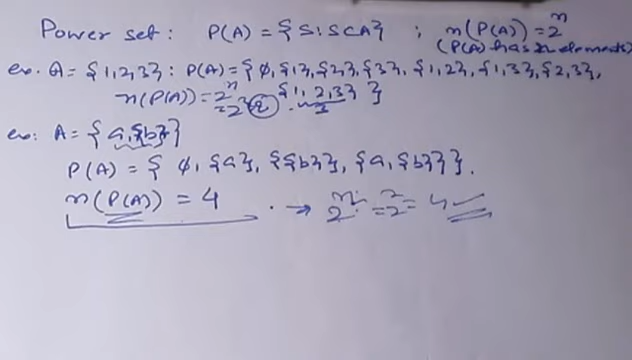 Power set : P(A) = { S : S ⊂ A } ; n(P(A)) = 2^n
(P(A) has 2^n elements)
ex. A = {1,2,3} : P(A) = { φ, {1}, {2}, {3}, {1,2}, {1,3}, {2,3},
{1,2,3} }
n(P(A)) = 2^n
= 2^3
ex: A = {a,{b}}
P(A) = { φ, {a}, {{b}}, {a,{b}} }.
n(P(A)) = 4 → 2^n = 2^2 = 4